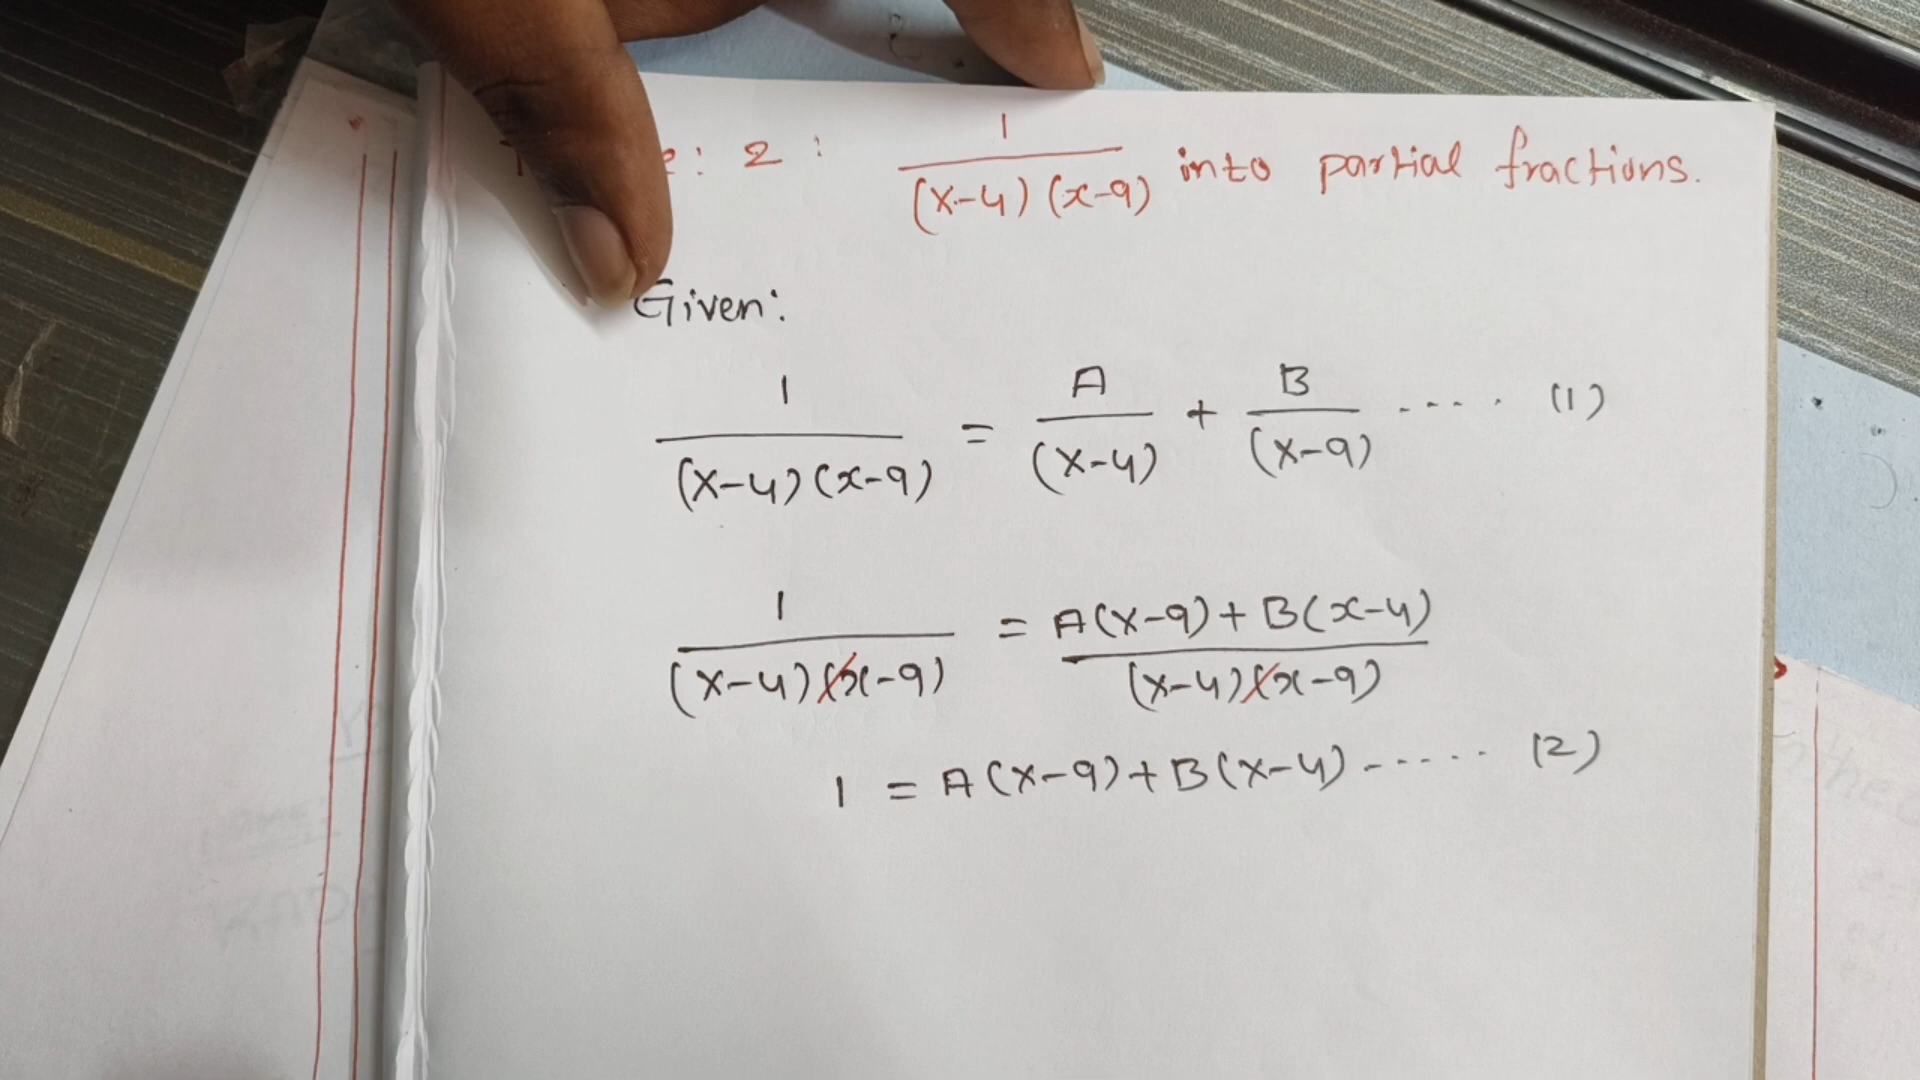 : 2 : 1/(x-4)(x-9) into partial fractions.
Given:
1/(x-4)(x-9) = A/(x-4) + B/(x-9) ---- (1)
1/(x-4)(x-9) = A(x-9)+B(x-4)/(x-4)(x-9)
1 = A(x-9)+B(x-4) ------ (2)